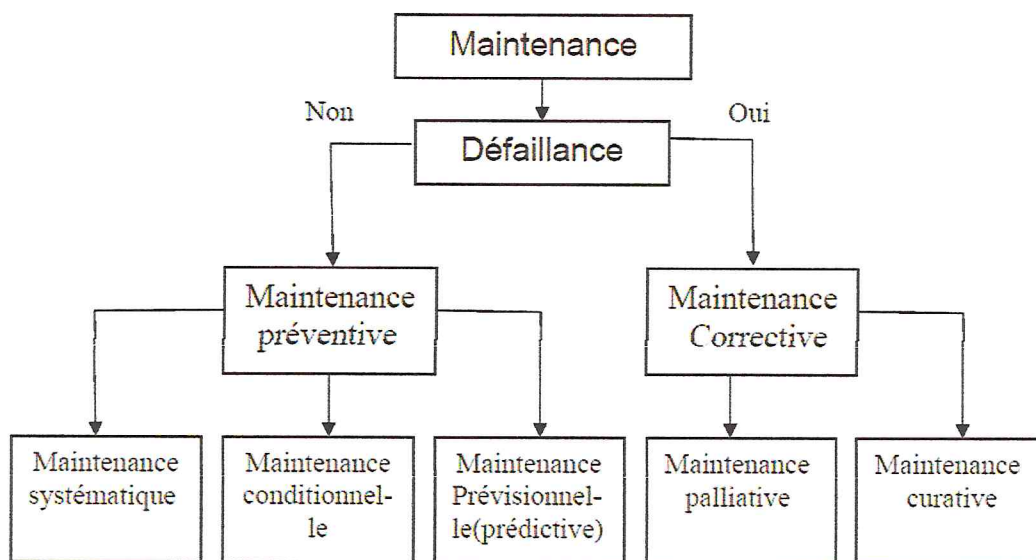 Maintenance
Non
Oui
Défaillance
Maintenance
préventive
Maintenance
Corrective
Maintenance
systématique
Maintenance
conditionnel-
le
Maintenance
Prévisionnel-
le(prédictive)
Maintenance
palliative
Maintenance
curative